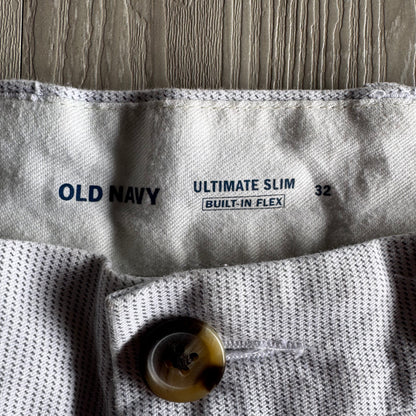 OLD NAVY
ULTIMATE SLIM
BUILT-IN FLEX
32